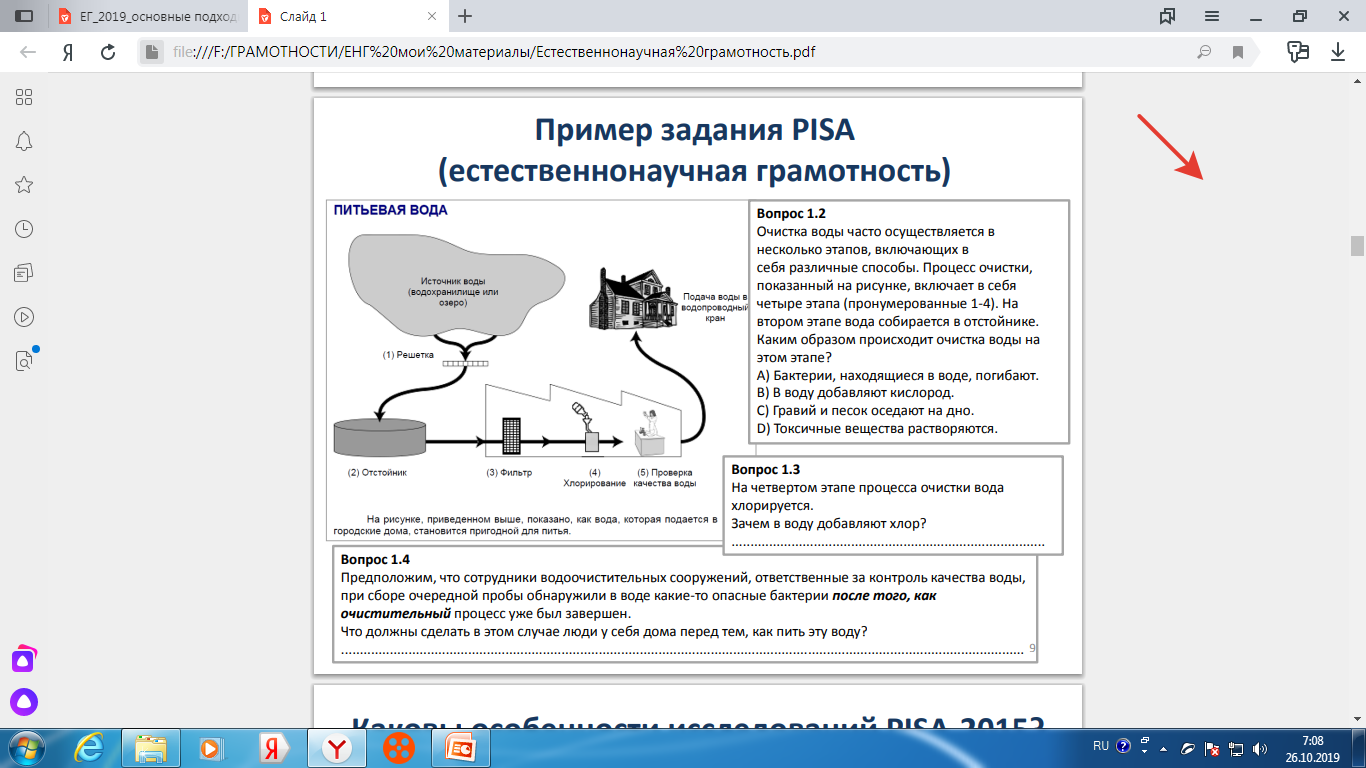 ЕГ_2019_основные подход
Слайд 1
file:///F:/ГРАМОТНОСТИ/ЕНГ%20мои%20материалы/Естественнонаучная%20грамотность.pdf
Пример задания PISA
(естественнонаучная грамотность)
ПИТЬЕВАЯ ВОДА
Источник воды
(водохранилище или
озеро)
Подача воды в
водопроводный
кран
(1) Решетка
(2) Отстойник
(3) Фильтр
(4)
Хлорирование
(5) Проверка
качества воды
На рисунке, приведенном выше, показано, как вода, которая подается в
городские дома, становится пригодной для питья.
Вопрос 1.2
Очистка воды часто осуществляется в
несколько этапов, включающих в
себя различные способы. Процесс очистки,
показанный на рисунке, включает в себя
четыре этапа (пронумерованные 1-4). На
втором этапе вода собирается в отстойнике.
Каким образом происходит очистка воды на
этом этапе?
A) Бактерии, находящиеся в воде, погибают.
B) В воду добавляют кислород.
C) Гравий и песок оседают на дно.
D) Токсичные вещества растворяются.
Вопрос 1.3
На четвертом этапе процесса очистки вода
хлорируется.
Зачем в воду добавляют хлор?
Вопрос 1.4
Предположим, что сотрудники водоочистительных сооружений, ответственные за контроль качества воды,
при сборе очередной пробы обнаружили в воде какие-то опасные бактерии после того, как
очистительный процесс уже был завершен.
Что должны сделать в этом случае люди у себя дома перед тем, как пить эту воду?
9
Каковы особенности исследований PISA-2015?
RU
7:08
26.10.2019